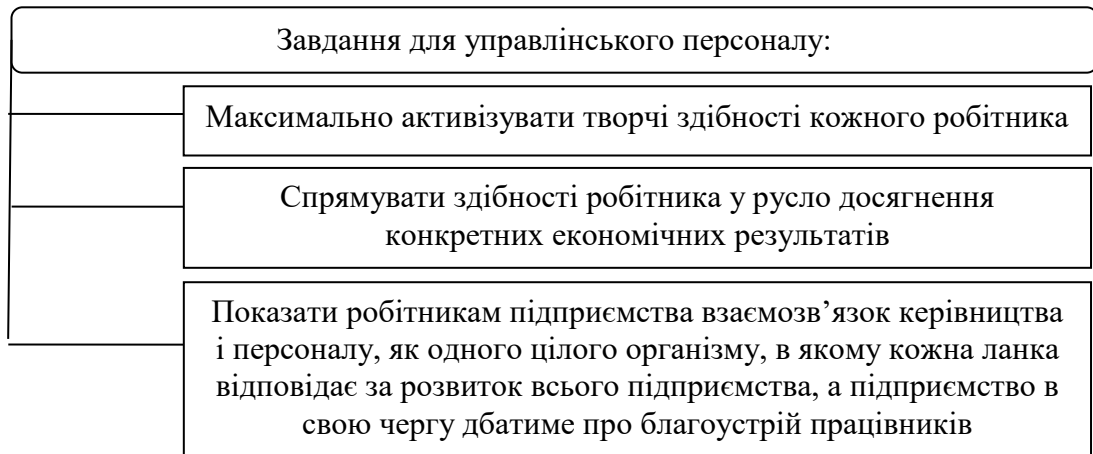 Завдання для управлінського персоналу:
Максимально активізувати творчі здібності кожного робітника
Спрямувати здібності робітника у русло досягнення
конкретних економічних результатів
Показати робітникам підприємства взаємозв’язок керівництва
і персоналу, як одного цілого організму, в якому кожна ланка
відповідає за розвиток всього підприємства, а підприємство в
свою чергу дбатиме про благоустрій працівників